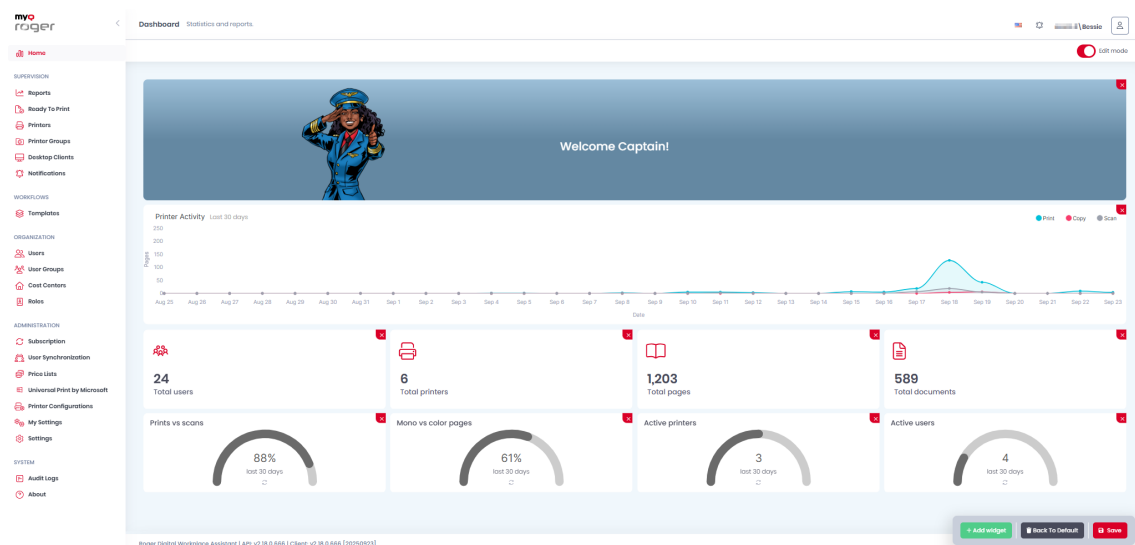 myQ
roger
Home
SUPERVISION
Reports
Ready To Print
Printers
Printer Groups
Desktop Clients
Notifications
WORKFLOWS
Templates
ORGANIZATION
Users
User Groups
Cost Centers
Roles
ADMINISTRATION
Subscription
User Synchronization
Price Lists
Universal Print by Microsoft
Printer Configurations
My Settings
Settings
SYSTEM
Audit Logs
About
Dashboard Statistics and reports.
\Bessie
Edit mode
Welcome Captain!
Printer Activity Last 30 days
Print Copy Scan
250
200
150
100
50
0
Pages
Aug 25 Aug 26 Aug 27 Aug 28 Aug 29 Aug 30 Aug 31 Sep 1 Sep 2 Sep 3 Sep 4 Sep 5 Sep 6 Sep 7 Sep 8 Sep 9 Sep 10 Sep 11 Sep 12 Sep 13 Sep 14 Sep 15 Sep 16 Sep 17 Sep 18 Sep 19 Sep 20 Sep 21 Sep 22 Sep 23
Date
24
Total users
6
Total printers
1,203
Total pages
589
Total documents
Prints vs scans
88%
last 30 days
Mono vs color pages
61%
last 30 days
Active printers
3
last 30 days
Active users
4
last 30 days
+ Add widget
Back To Default
Save
Roger Digital Workplace Assistant | API: v2.18.0.666 | Client: v2.18.0.666 [20250923]